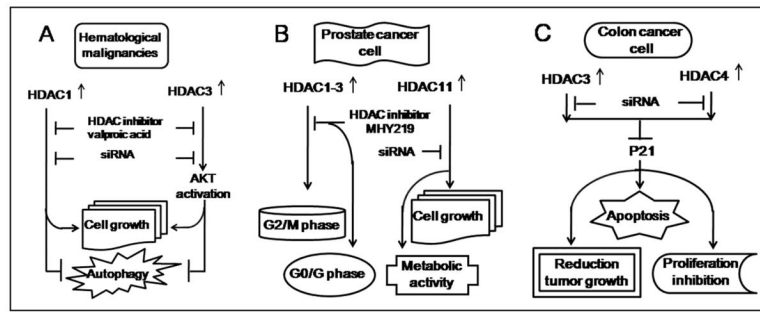 A
Hematological
malignancies
HDAC1 ↑
HDAC3 ↑
HDAC inhibitor
valproic acid
siRNA
AKT
activation
Cell growth
Autophagy
B
Prostate cancer
cell
HDAC1-3 ↑
HDAC11 ↑
HDAC inhibitor
MHY219
siRNA
G2/M phase
Cell growth
G0/G phase
Metabolic
activity
C
Colon cancer
cell
HDAC3 ↑
HDAC4 ↑
siRNA
P21
Apoptosis
Reduction
tumor growth
Proliferation
inhibition